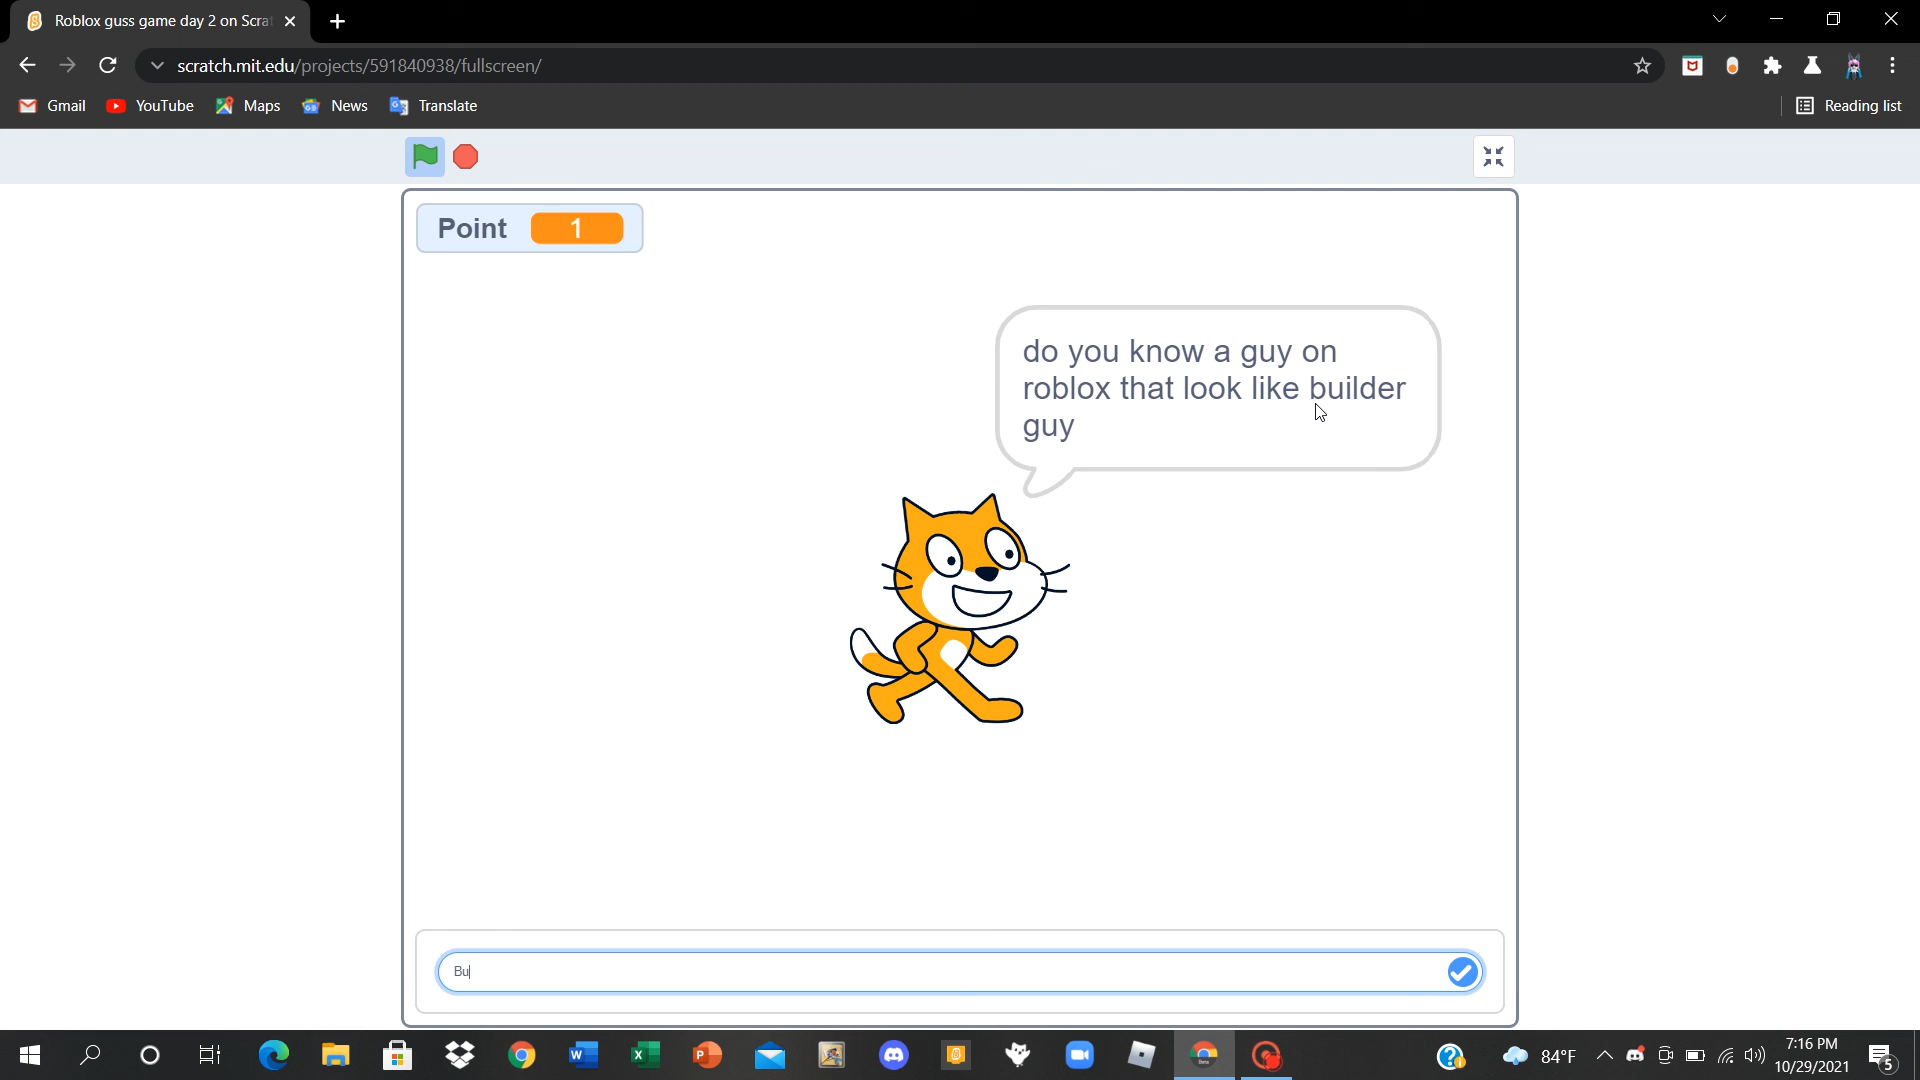 Roblox guss game day 2 on Scra
scratch.mit.edu/projects/591840938/fullscreen/
Gmail
YouTube
Maps
News
Translate
Reading list
Point 1
do you know a guy on
roblox that look like builder
guy
Bu
84°F
7:16 PM
10/29/2021
5